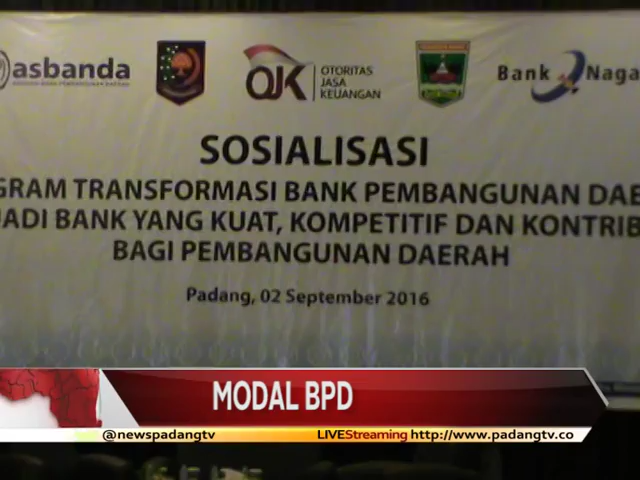 asbanda
OJK OTORITAS
JASA
KEUANGAN
Bank Naga
SOSIALISASI
GRAM TRANSFORMASI BANK PEMBANGUNAN DAE
JADI BANK YANG KUAT, KOMPETITIF DAN KONTRIB
BAGI PEMBANGUNAN DAERAH
Padang, 02 September 2016
MODAL BPD
@newspadangtv LIVEStreaming http://www.padangtv.co